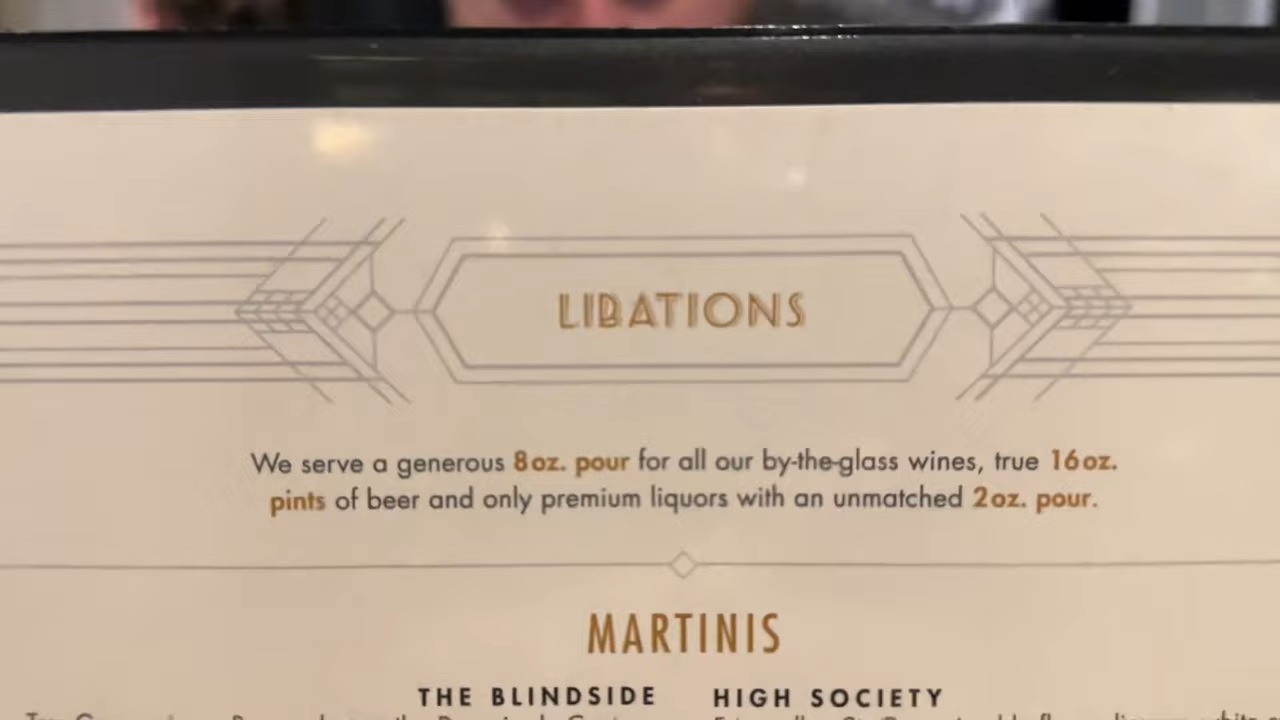 LIBATIONS
We serve a generous 8oz. pour for all our by-the-glass wines, true 16oz.
pints of beer and only premium liquors with an unmatched 2oz. pour.
MARTINIS
THE BLINDSIDE HIGH SOCIETY